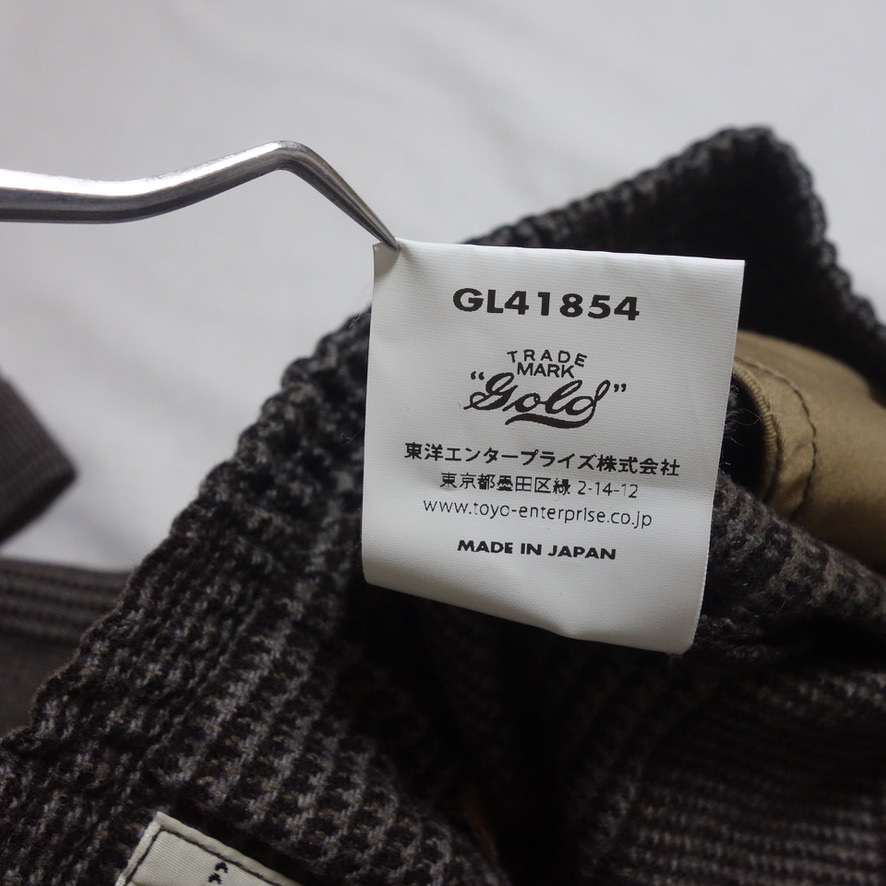 GL41854
TRADE
MARK
“Gold”
東洋エンタープライズ株式会社
東京都墨田区緑 2-14-12
www.toyo-enterprise.co.jp
MADE IN JAPAN